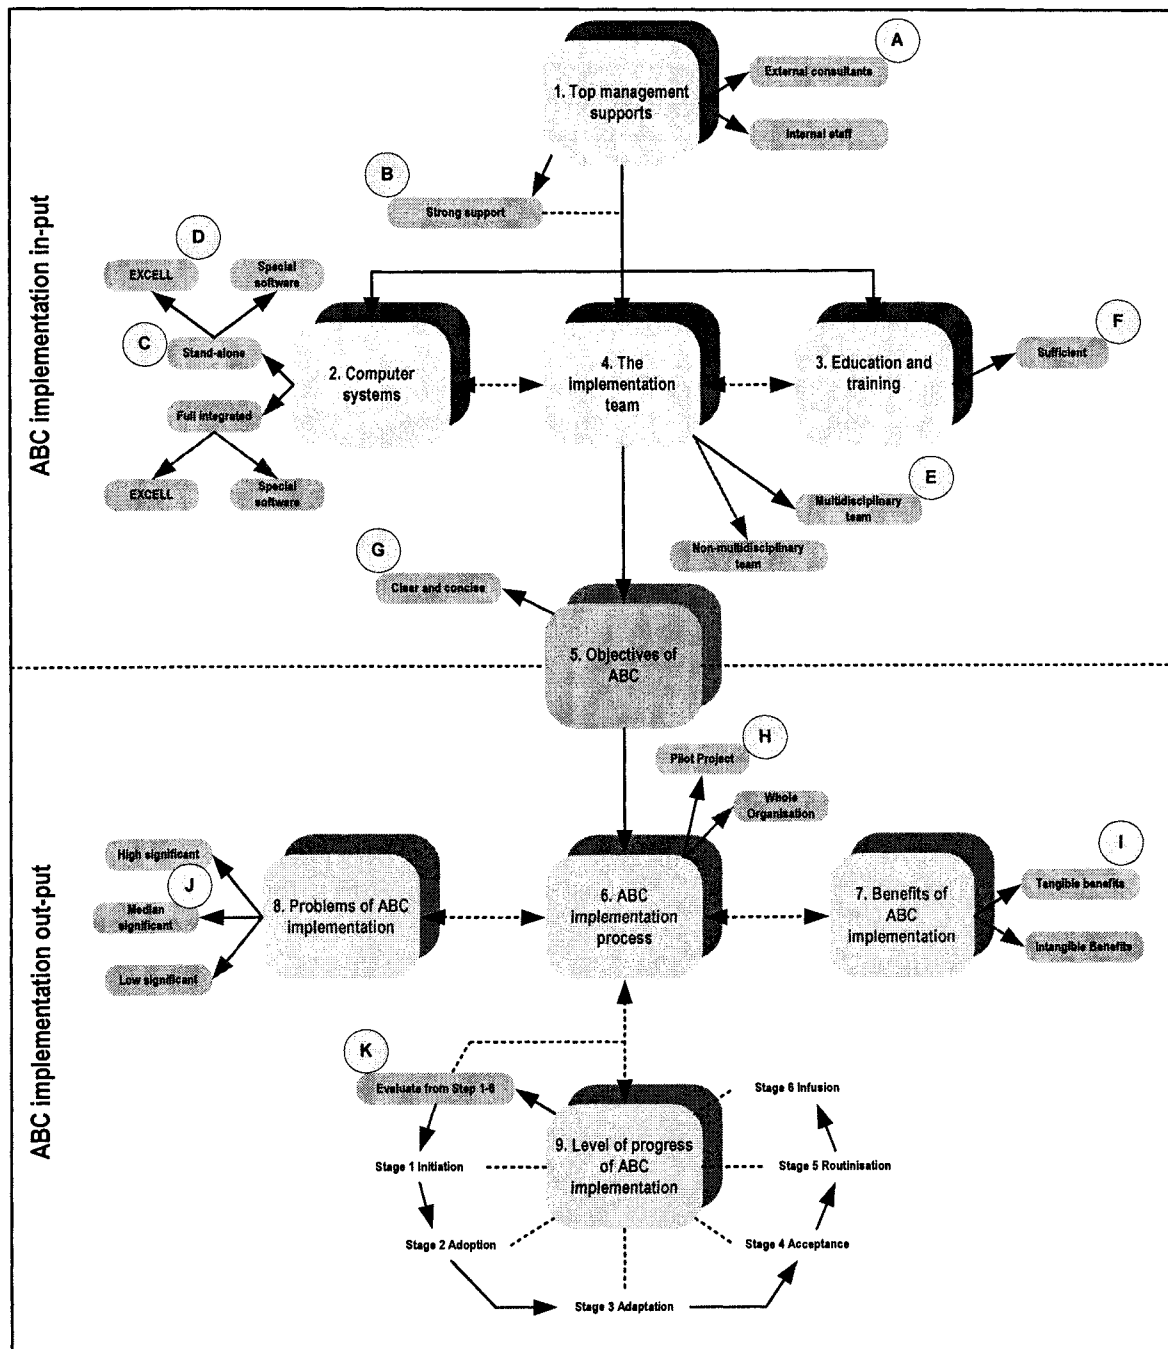 ABC implementation in-put
A
External consultants
1. Top management
supports
Internal staff
B
Strong support
D
EXCELL
Special
software
C
Stand-alone
Full integrated
EXCELL
Special
software
2. Computer
systems
4. The
implementation
team
3. Education and
training
F
Sufficient
E
Multidisciplinary
team
Non-multidisciplinary
team
G
Clear and concise
5. Objectives of
ABC
ABC implementation out-put
H
Pilot Project
Whole
Organisation
High significant
J
Median
significant
Low significant
8. Problems of ABC
implementation
6. ABC
implementation
process
7. Benefits of
ABC
implementation
I
Tangible benefits
Intangible Benefits
K
Evaluate from Step 1-6
9. Level of progress
of ABC
implementation
Stage 6 Infusion
Stage 1 Initiation
Stage 5 Routinisation
Stage 2 Adoption
Stage 4 Acceptance
Stage 3 Adaptation